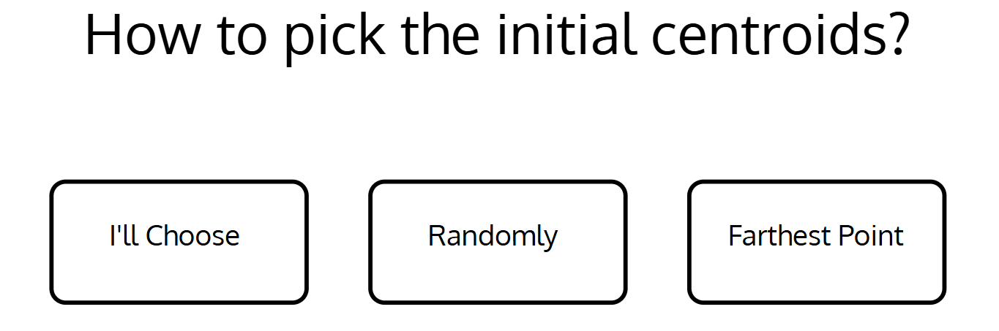 How to pick the initial centroids?
I'll Choose
Randomly
Farthest Point